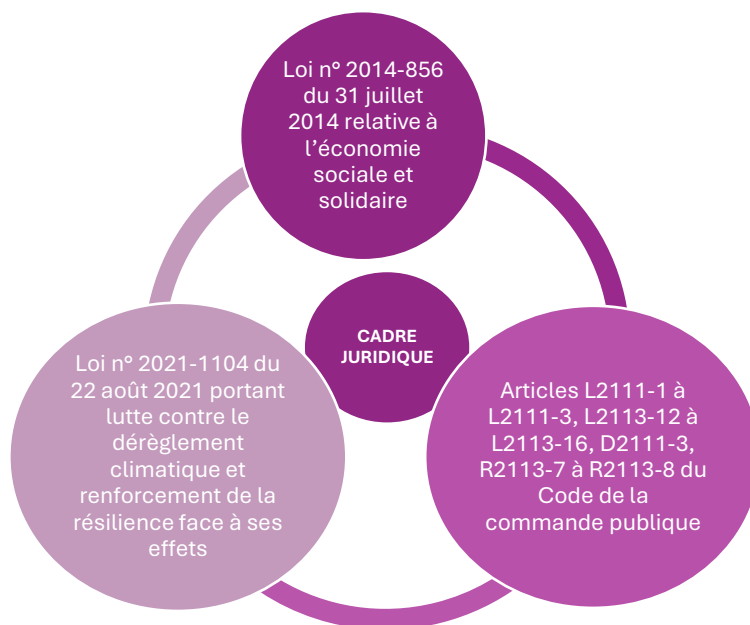 Loi n° 2014-856
du 31 juillet
2014 relative à
l’économie
sociale et
solidaire
CADRE
JURIDIQUE
Loi n° 2021-1104 du
22 août 2021 portant
lutte contre le
dérèglement
climatique et
renforcement de la
résilience face à ses
effets
Articles L2111-1 à
L2111-3, L2113-12 à
L2113-16, D2111-3,
R2113-7 à R2113-8 du
Code de la
commande publique